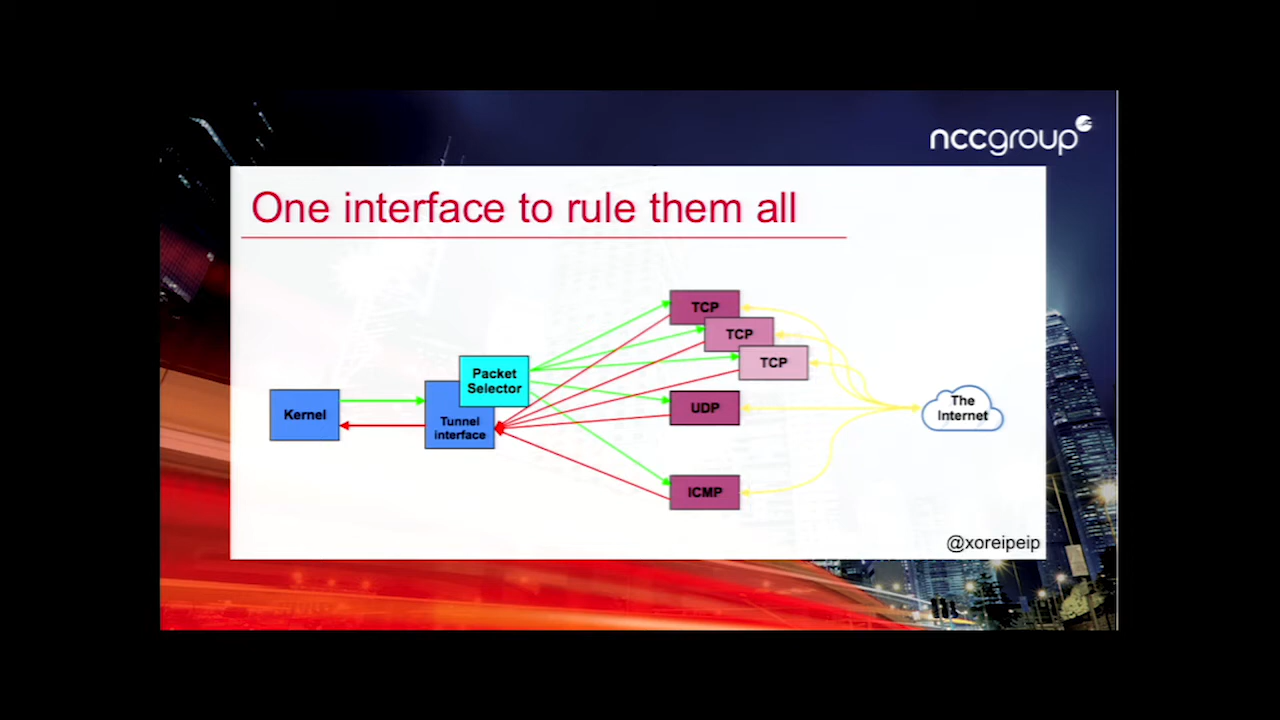 nccgroup
One interface to rule them all
TCP
TCP
TCP
Packet
Selector
Kernel
Tunnel
interface
UDP
The
Internet
ICMP
@xoreipeip